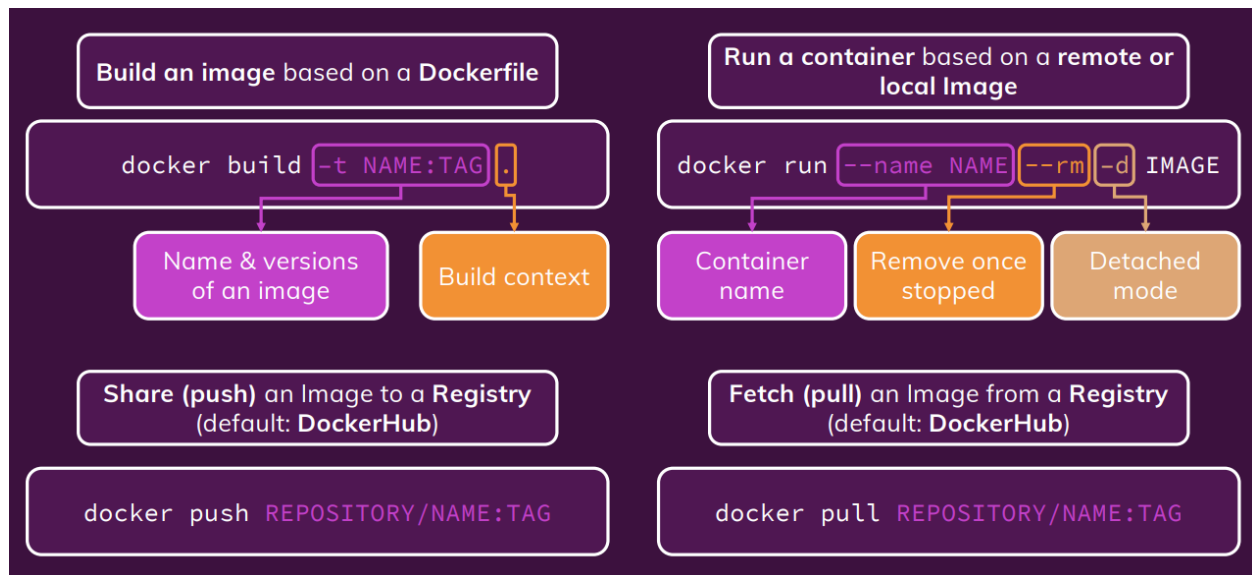 Build an image based on a Dockerfile
docker build -t NAME:TAG .
Name & versions
of an image
Build context
Run a container based on a remote or
local Image
docker run --name NAME --rm -d IMAGE
Container
name
Remove once
stopped
Detached
mode
Share (push) an Image to a Registry
(default: DockerHub)
docker push REPOSITORY/NAME:TAG
Fetch (pull) an Image from a Registry
(default: DockerHub)
docker pull REPOSITORY/NAME:TAG